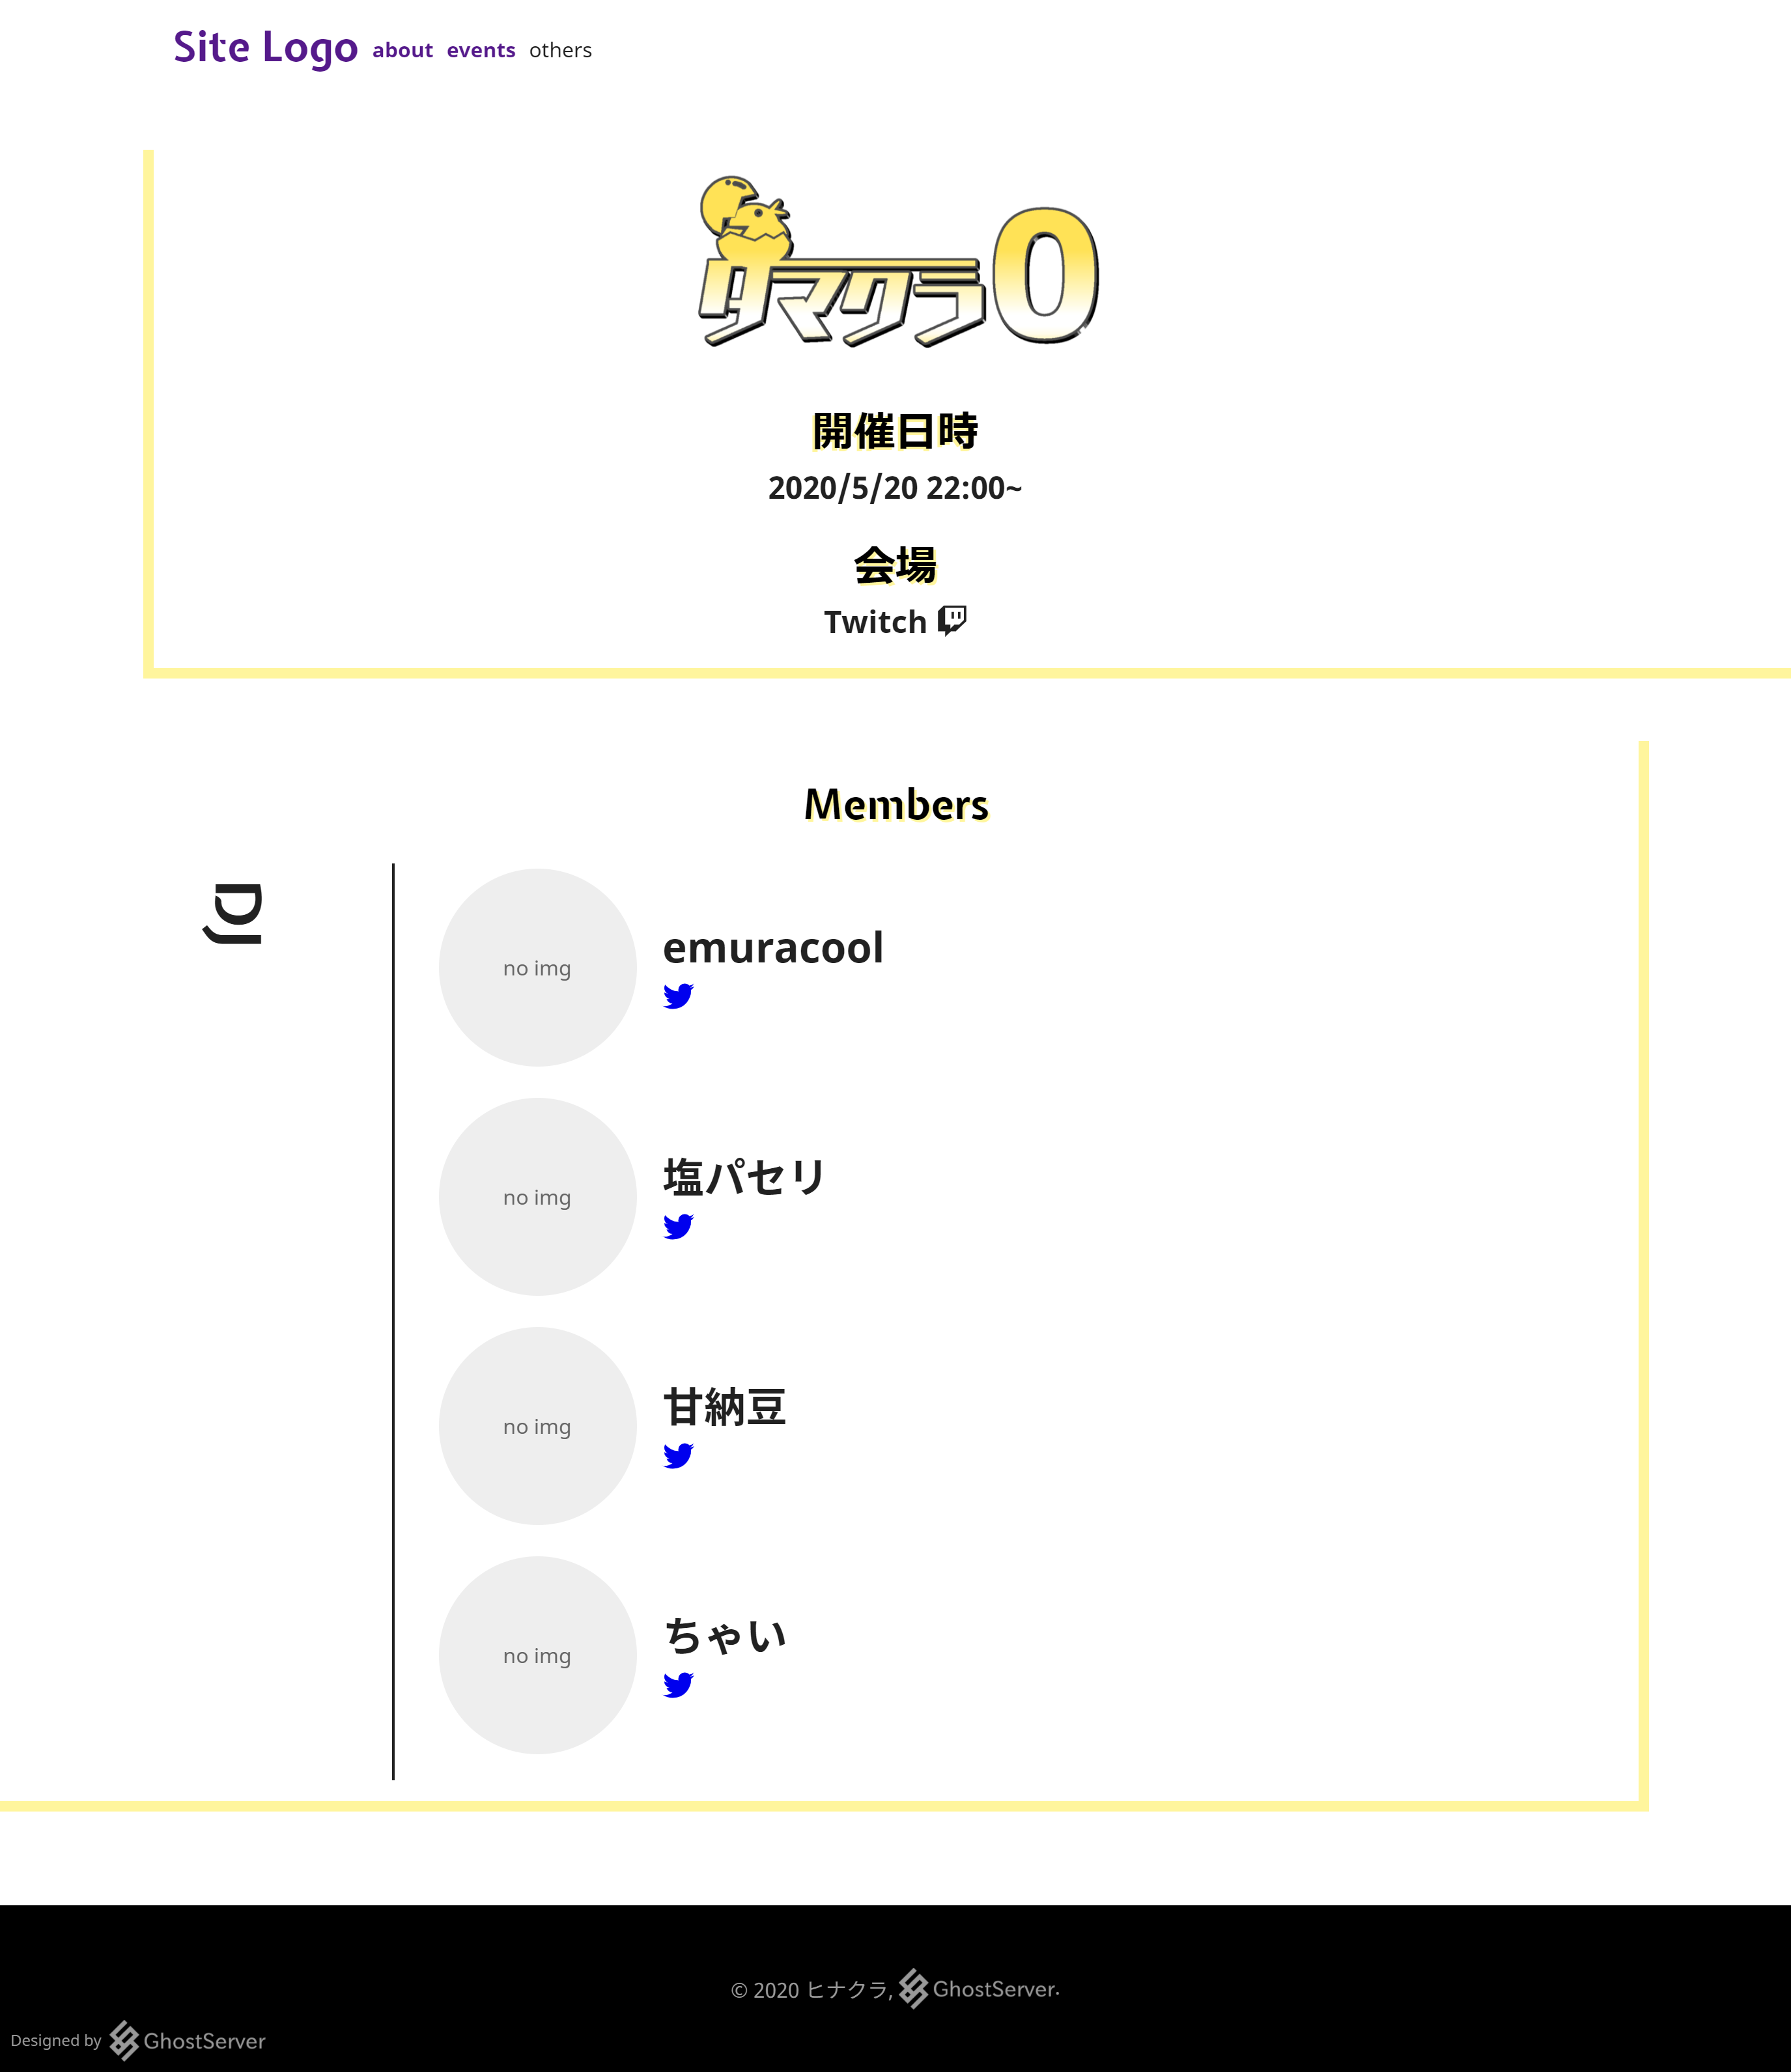 Site Logo about events others
タマクラ0
開催日時
2020/5/20 22:00~
会場
Twitch
Members
DJ
no img
emuracool
no img
塩パセリ
no img
甘納豆
no img
ちゃい
© 2020 ヒナクラ, GhostServer.
Designed by GhostServer